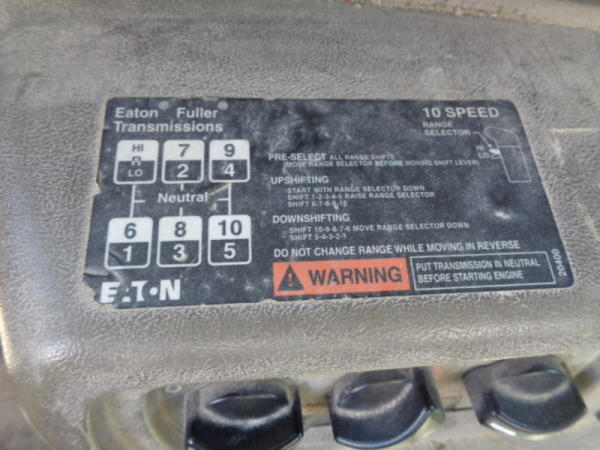 Eaton® Fuller®
Transmissions
10 SPEED
RANGE
SELECTOR
HI
LO
HI
R
LO
7
2
9
4
Neutral
6
1
8
3
10
5
PRE-SELECT ALL RANGE SHIFTS
(MOVE RANGE SELECTOR BEFORE MOVING SHIFT LEVER)
UPSHIFTING
START WITH RANGE SELECTOR DOWN
SHIFT 1-2-3-4-5 RAISE RANGE SELECTOR
SHIFT 6-7-8-9-10
DOWNSHIFTING
SHIFT 10-9-8-7-6 MOVE RANGE SELECTOR DOWN
SHIFT 5-4-3-2-1
DO NOT CHANGE RANGE WHILE MOVING IN REVERSE
WARNING
PUT TRANSMISSION IN NEUTRAL
BEFORE STARTING ENGINE
20400
EATON